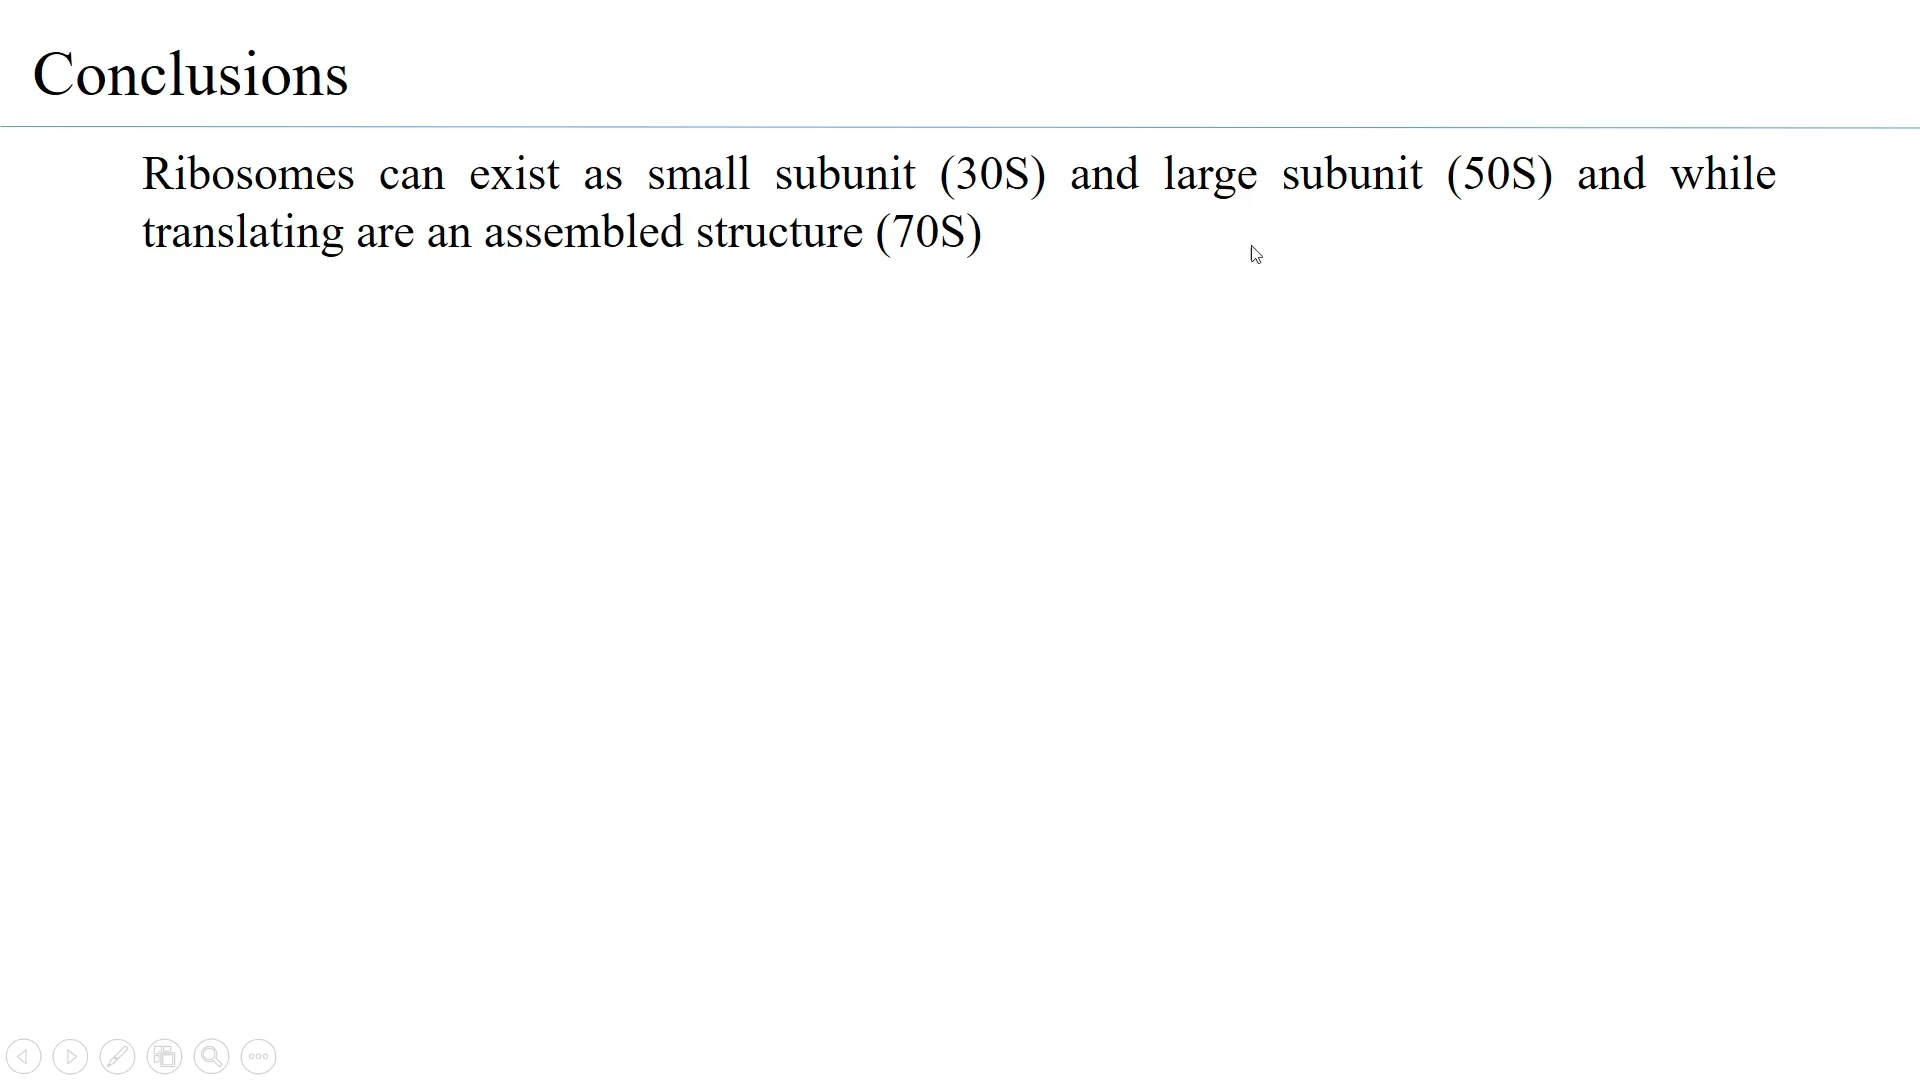 Conclusions
Ribosomes can exist as small subunit (30S) and large subunit (50S) and while
translating are an assembled structure (70S)